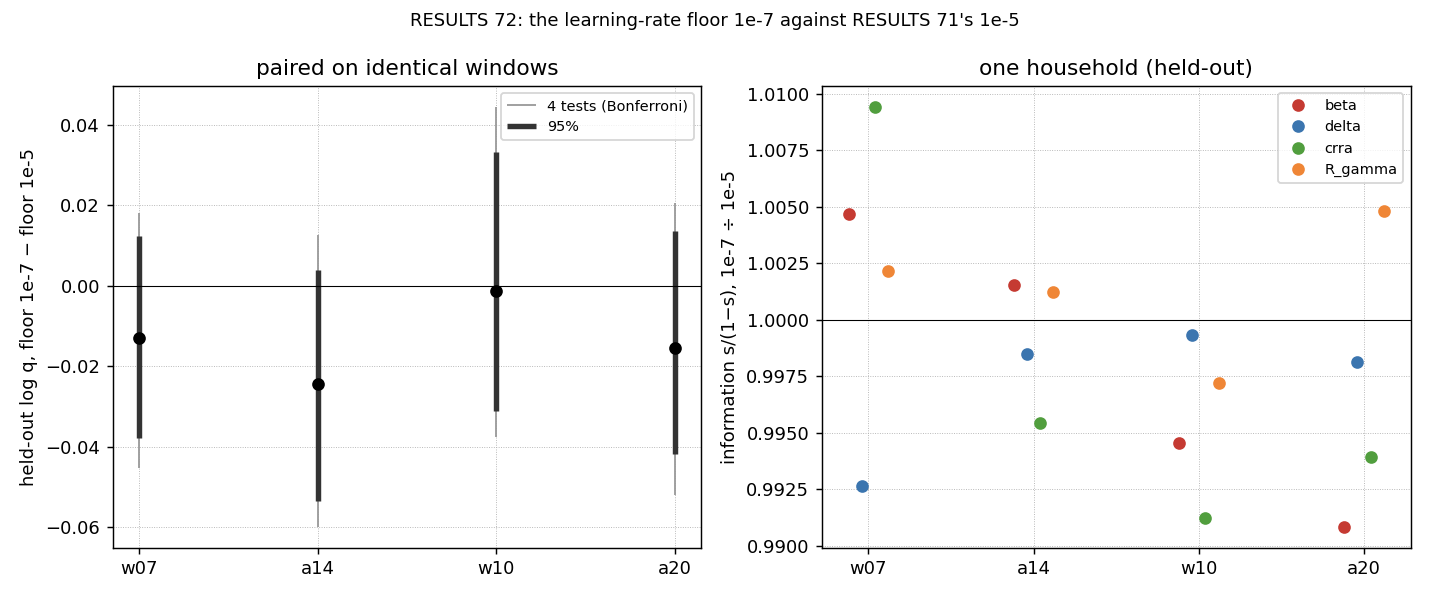 RESULTS 72: the learning-rate floor 1e-7 against RESULTS 71's 1e-5
paired on identical windows
held-out log q, floor 1e-7 − floor 1e-5
0.04
0.02
0.00
−0.02
−0.04
−0.06
4 tests (Bonferroni)
95%
w07
a14
w10
a20
one household (held-out)
information s/(1−s), 1e-7 ÷ 1e-5
1.0100
1.0075
1.0050
1.0025
1.0000
0.9975
0.9950
0.9925
0.9900
beta
delta
crra
R_gamma
w07
a14
w10
a20